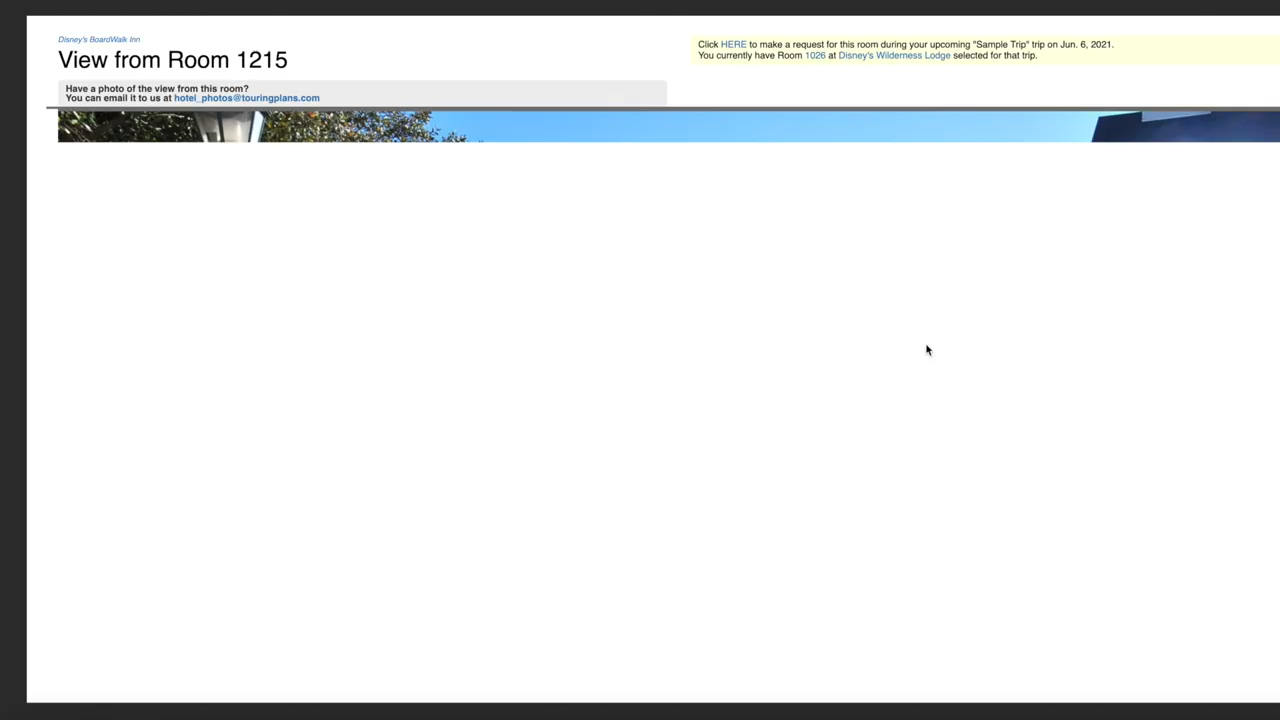 Disney's BoardWalk Inn
View from Room 1215
Click HERE to make a request for this room during your upcoming "Sample Trip" trip on Jun. 6, 2021.
You currently have Room 1026 at Disney's Wilderness Lodge selected for that trip.
Have a photo of the view from this room?
You can email it to us at hotel_photos@touringplans.com